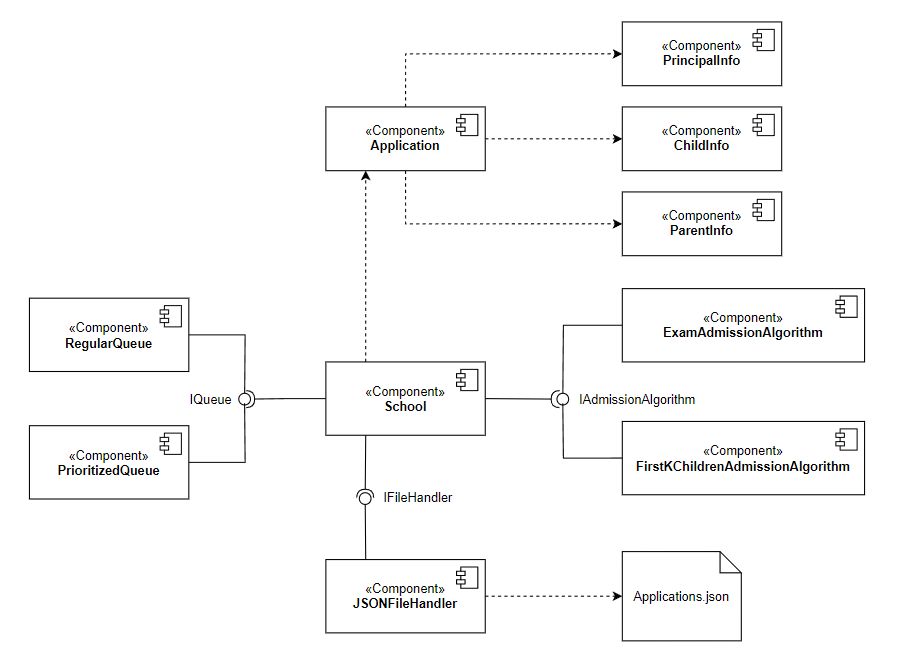 «Component»
PrincipalInfo
«Component»
Application
«Component»
ChildInfo
«Component»
ParentInfo
«Component»
RegularQueue
«Component»
ExamAdmissionAlgorithm
IQueue
«Component»
School
IAdmissionAlgorithm
«Component»
PrioritizedQueue
«Component»
FirstKChildrenAdmissionAlgorithm
IFileHandler
«Component»
JSONFileHandler
Applications.json